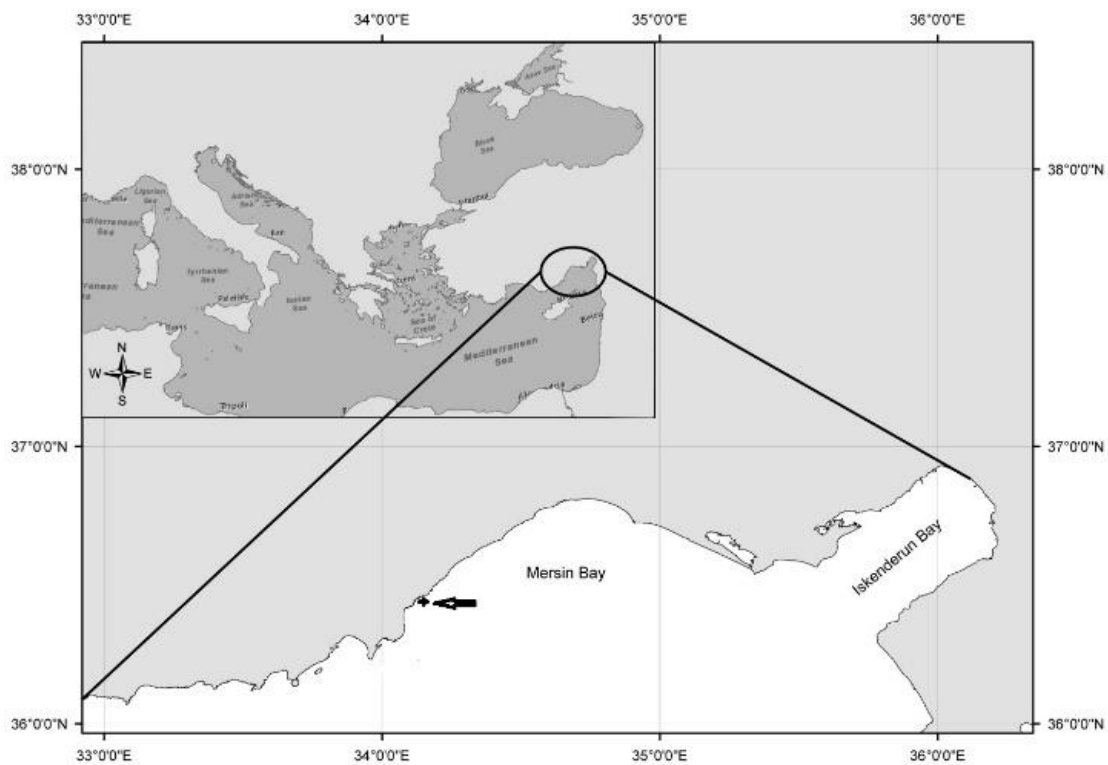 33°0'0"E 34°0'0"E 35°0'0"E 36°0'0"E
38°0'0"N 38°0'0"N
37°0'0"N 37°0'0"N
36°0'0"N 36°0'0"N
Black
Sea
Ligurian
Sea
Sea
Tyrrhenian
Sea
Palermo
Ionian
Sea
Sea of
Crete
Mediterranean
Sea
Tunis
Tripoli
N
W E
S
Mersin Bay
Iskenderun Bay
33°0'0"E 34°0'0"E 35°0'0"E 36°0'0"E